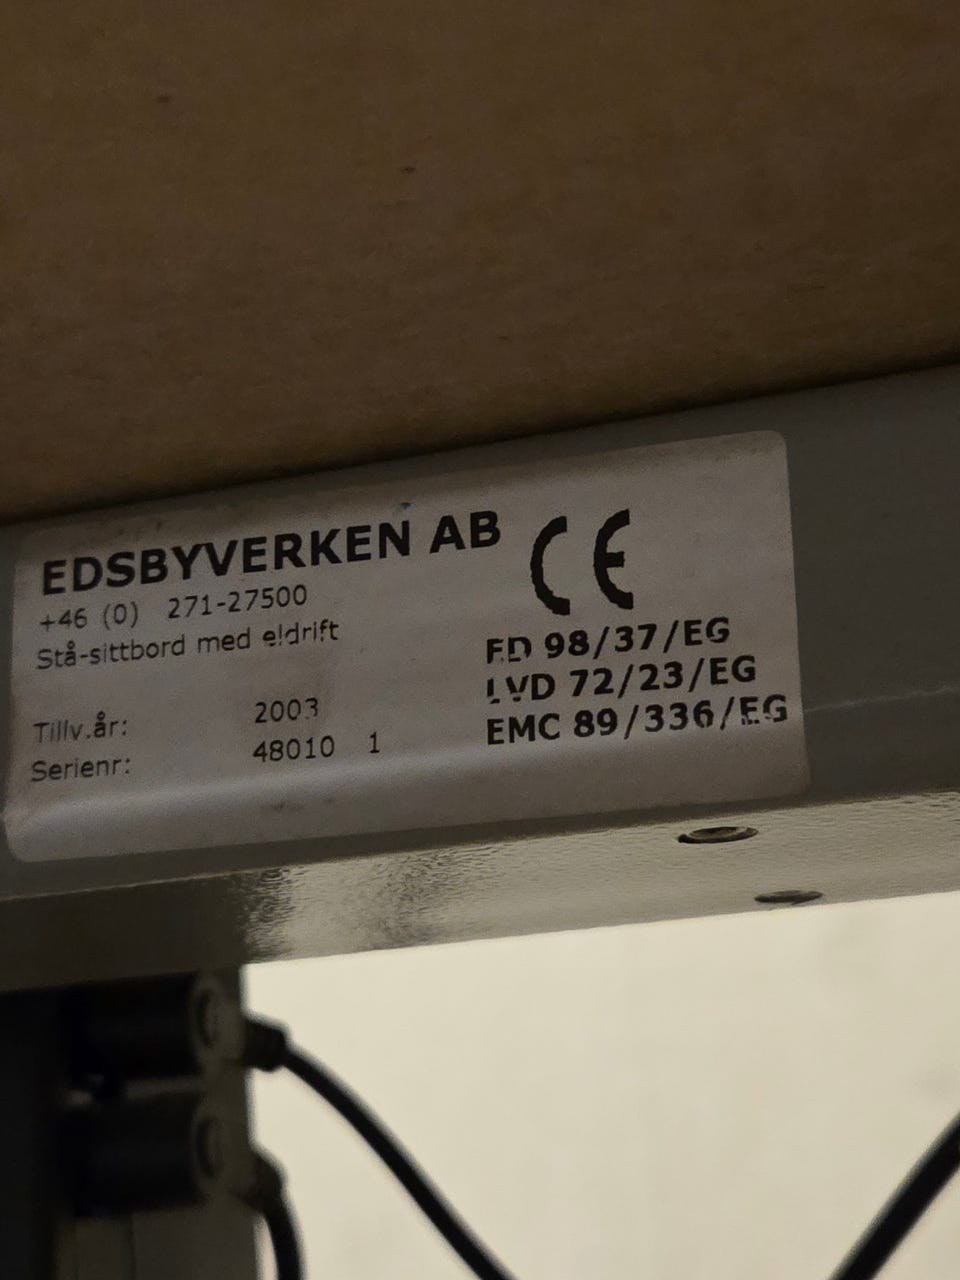 EDSBYVERKEN AB
+46 (0) 271-27500
Stå-sittbord med eldrift
Tillv.år: 2003
Serienr: 48010 1
CE
FD 98/37/EG
LVD 72/23/EG
EMC 89/336/EG